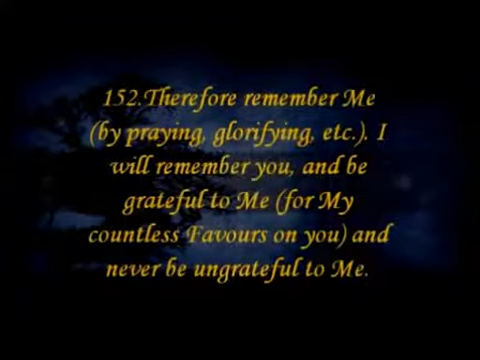 152.Therefore remember Me
(by praying, glorifying, etc.). I
will remember you, and be
grateful to Me (for My
countless Favours on you) and
never be ungrateful to Me.